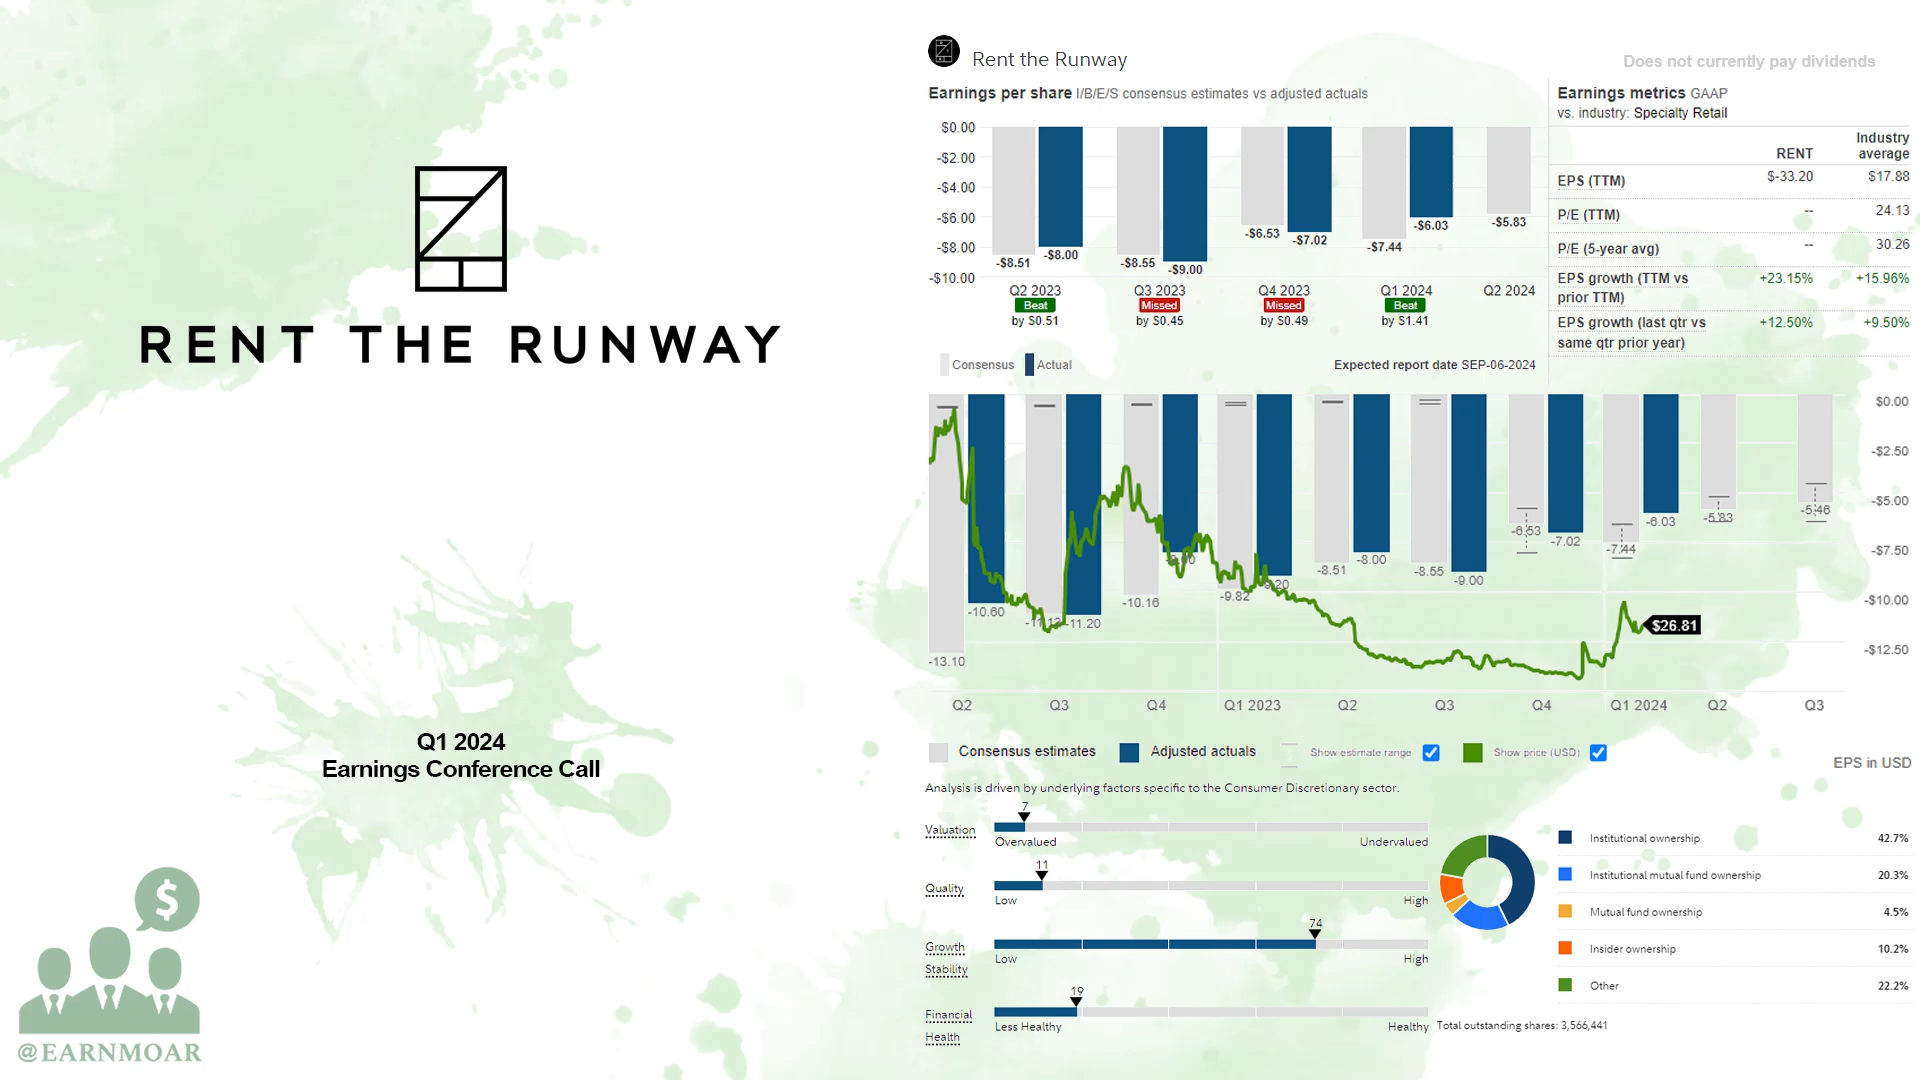 RENT THE RUNWAY
Q1 2024
Earnings Conference Call
$
@EARNMOAR
Rent the Runway
Does not currently pay dividends
Earnings per share I/B/E/S consensus estimates vs adjusted actuals
$0.00
-$2.00
-$4.00
-$6.00
-$8.00
-$10.00
-$8.51
-$8.00
-$8.55
-$9.00
-$6.53
-$7.02
-$7.44
-$6.03
-$5.83
Q2 2023
Beat
by $0.51
Q3 2023
Missed
by $0.45
Q4 2023
Missed
by $0.49
Q1 2024
Beat
by $1.41
Q2 2024
Consensus Actual
Expected report date SEP-06-2024
Earnings metrics GAAP
vs. industry: Specialty Retail
RENT Industry average
EPS (TTM) $-33.20 $17.88
P/E (TTM) -- 24.13
P/E (5-year avg) -- 30.26
EPS growth (TTM vs prior TTM) +23.15% +15.96%
EPS growth (last qtr vs same qtr prior year) +12.50% +9.50%
$0.00
-$2.50
-$5.00
-$7.50
-$10.00
-$12.50
-13.10
-10.60
-11.20
-10.16
-9.82
-8.51
-8.00
-8.55
-9.00
-6.53
-7.02
-7.44
-6.03
-5.83
-5.46
$26.81
Q2 Q3 Q4 Q1 2023 Q2 Q3 Q4 Q1 2024 Q2 Q3
Consensus estimates Adjusted actuals Show estimate range Show price (USD)
EPS in USD
Analysis is driven by underlying factors specific to the Consumer Discretionary sector.
7
Valuation
Overvalued Undervalued
11
Quality
Low High
74
Growth Stability
Low High
19
Financial Health
Less Healthy Healthy
Institutional ownership 42.7%
Institutional mutual fund ownership 20.3%
Mutual fund ownership 4.5%
Insider ownership 10.2%
Other 22.2%
Total outstanding shares: 3,566,441